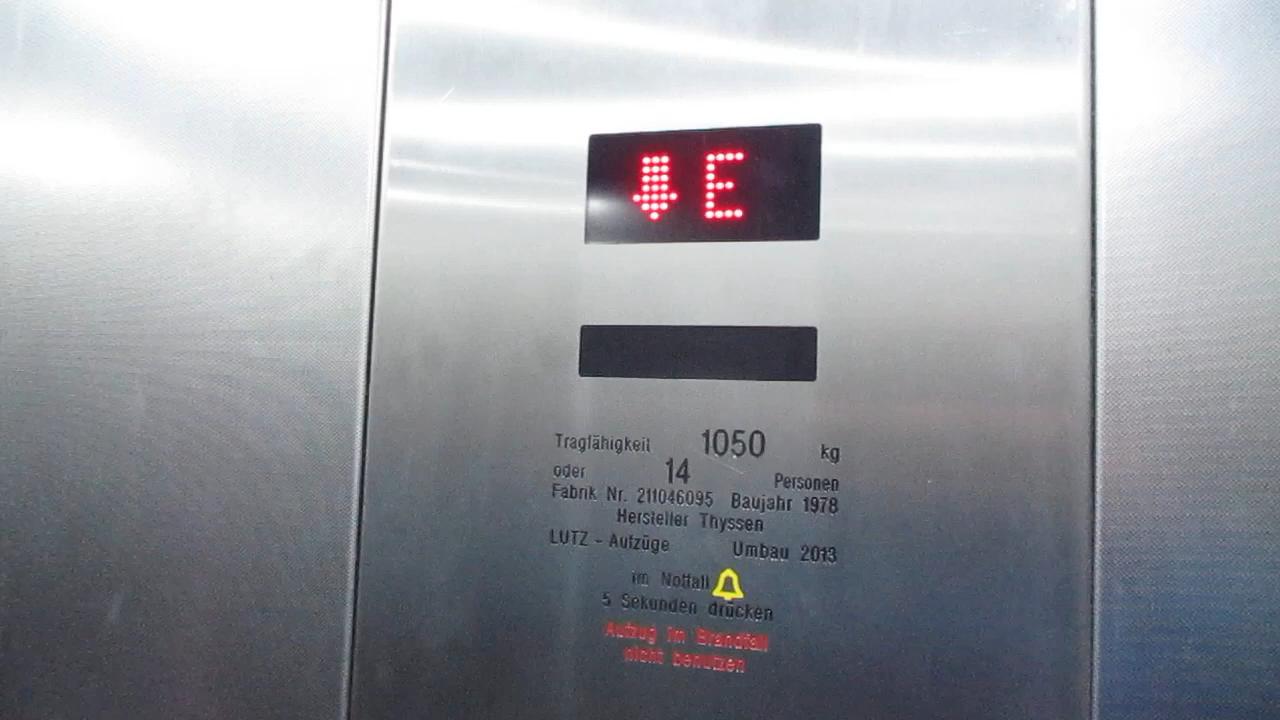 E
Tragfähigkeit 1050 kg
oder 14 Personen
Fabrik Nr. 211046095 Baujahr 1978
Hersteller Thyssen
LUTZ - Aufzüge Umbau 2013
im Notfall
5 Sekunden drücken
Aufzug im Brandfall
nicht benutzen